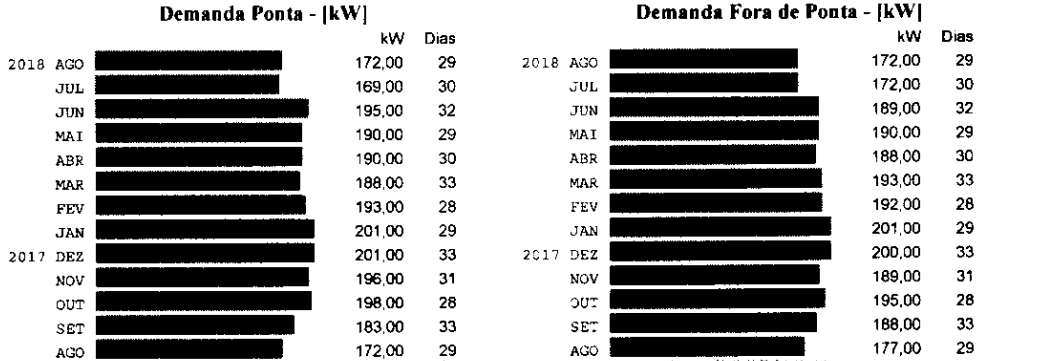 Demanda Ponta - [kW]
kW Dias
2018 AGO 172,00 29
JUL 169,00 30
JUN 195,00 32
MAI 190,00 29
ABR 190,00 30
MAR 188,00 33
FEV 193,00 28
JAN 201,00 29
2017 DEZ 201,00 33
NOV 196,00 31
OUT 198,00 28
SET 183,00 33
AGO 172,00 29
Demanda Fora de Ponta - [kW]
kW Dias
2018 AGO 172,00 29
JUL 172,00 30
JUN 189,00 32
MAI 190,00 29
ABR 188,00 30
MAR 193,00 33
FEV 192,00 28
JAN 201,00 29
2017 DEZ 200,00 33
NOV 189,00 31
OUT 195,00 28
SET 188,00 33
AGO 177,00 29